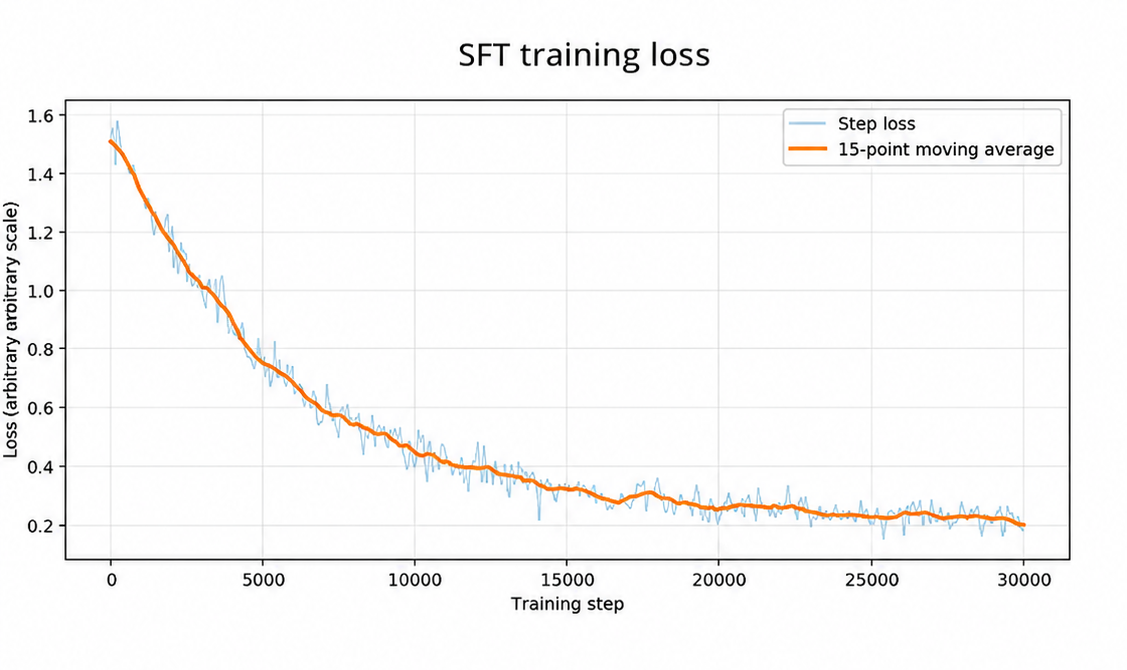 SFT training loss
Step loss
15-point moving average
Loss (arbitrary arbitrary scale)
1.6
1.4
1.2
1.0
0.8
0.6
0.4
0.2
0 5000 10000 15000 20000 25000 30000
Training step